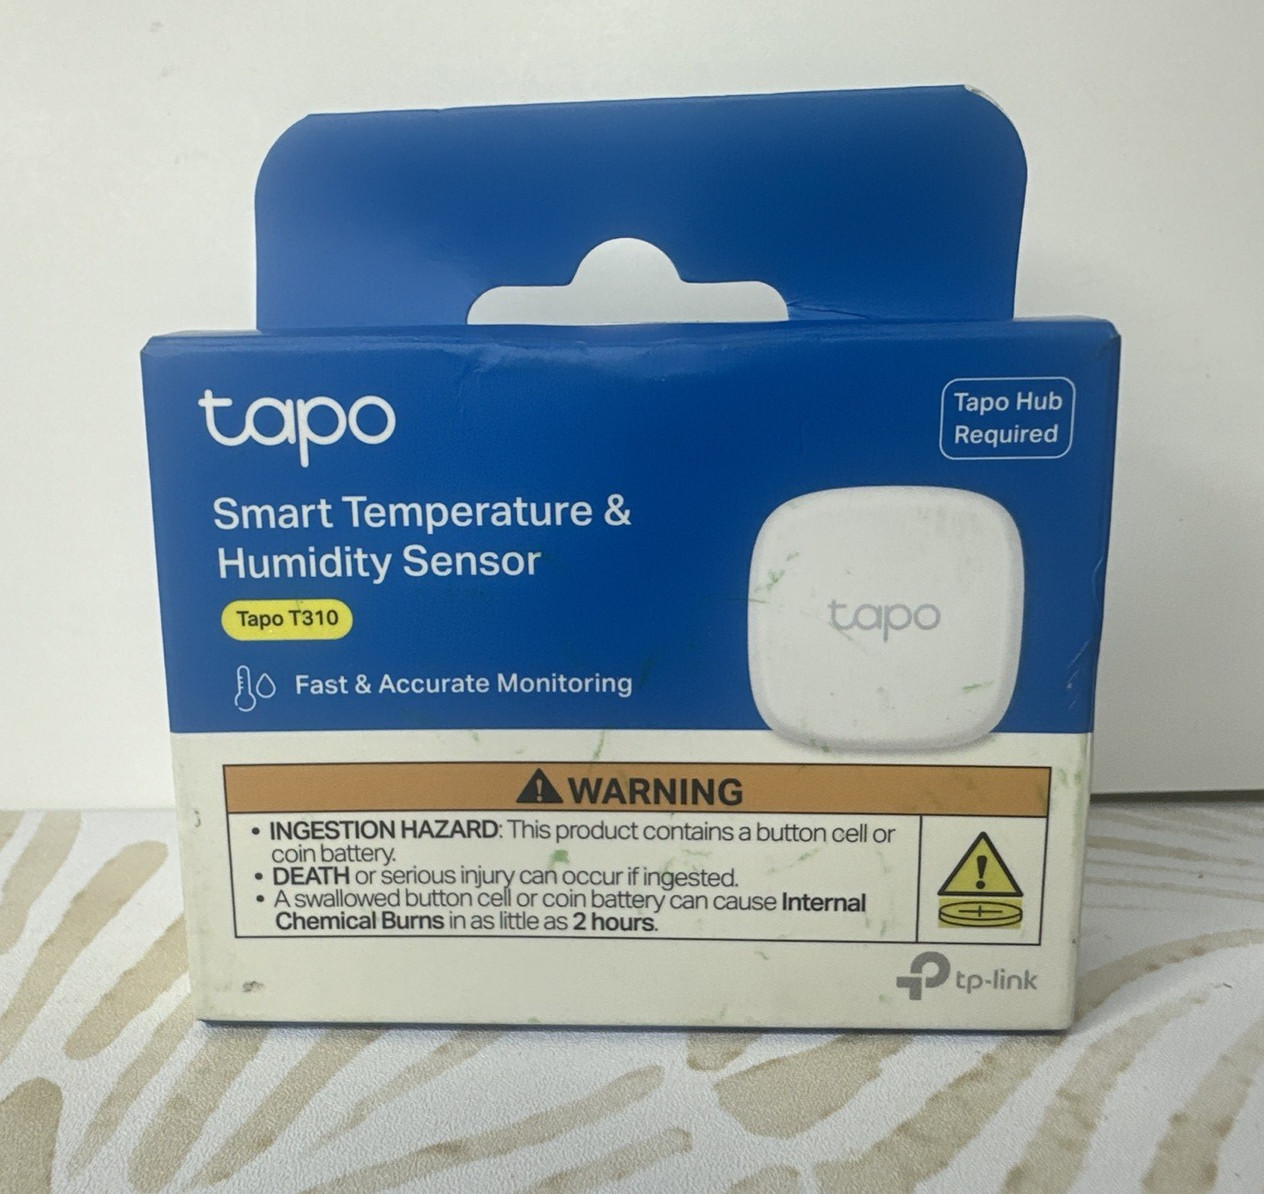 tapo
Tapo Hub
Required
Smart Temperature &
Humidity Sensor
Tapo T310
Fast & Accurate Monitoring
tapo
WARNING
• INGESTION HAZARD: This product contains a button cell or
coin battery.
• DEATH or serious injury can occur if ingested.
• A swallowed button cell or coin battery can cause Internal
Chemical Burns in as little as 2 hours.
tp-link